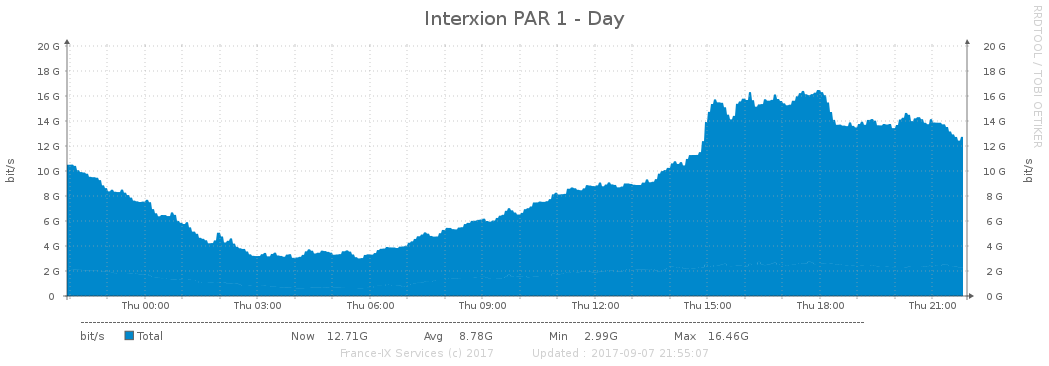 Interxion PAR 1 - Day
RRDTOOL / TOBI OETIKER
bit/s
20 G
18 G
16 G
14 G
12 G
10 G
8 G
6 G
4 G
2 G
0
20 G
18 G
16 G
14 G
12 G
10 G
8 G
6 G
4 G
2 G
0 G
bit/s
Thu 00:00 Thu 03:00 Thu 06:00 Thu 09:00 Thu 12:00 Thu 15:00 Thu 18:00 Thu 21:00
bit/s Total Now 12.71G Avg 8.78G Min 2.99G Max 16.46G
France-IX Services (c) 2017 Updated : 2017-09-07 21:55:07